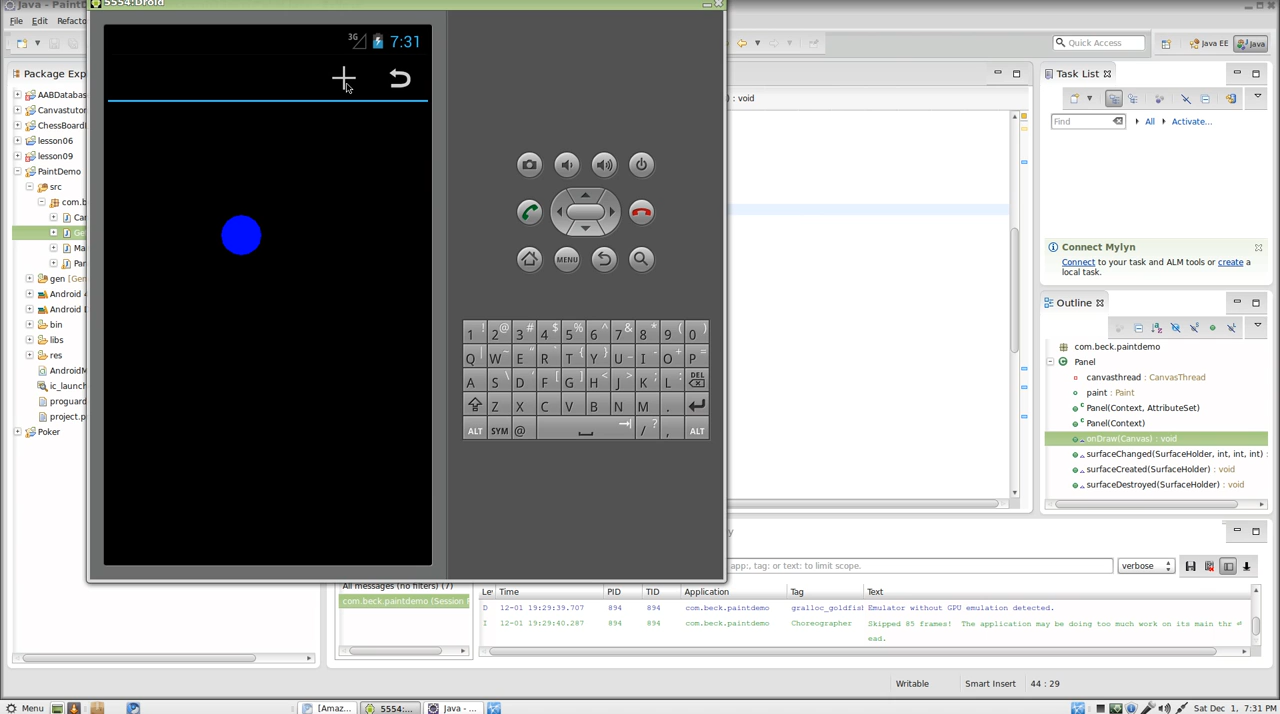 Java - PaintD
5554:Droid
File Edit Refacto
Quick Access
Java EE
Java
3G 7:31
Package Exp
AABDatabas
Canvastutor
ChessBoard
lesson06
lesson09
PaintDemo
src
com.b
Ca
Ge
Ma
Par
gen [Gen
Android 4
Android D
bin
libs
res
AndroidM
ic_launch
proguard
project.p
Poker
MENU
1 ! 2 @ 3 # 4 $ 5 % 6 ^ 7 & 8 * 9 ( 0 )
Q | W ~ E R T { Y } U - I O + P =
A S \ D F [ G ] H < J > K ; L : DEL
Z X C V B N M .
ALT SYM @ / ? , ALT
) : void
Task List
Find All Activate...
Connect Mylyn
Connect to your task and ALM tools or create a
local task.
Outline
com.beck.paintdemo
Panel
canvasthread : CanvasThread
paint : Paint
Panel(Context, AttributeSet)
Panel(Context)
onDraw(Canvas) : void
surfaceChanged(SurfaceHolder, int, int, int) :
surfaceCreated(SurfaceHolder) : void
surfaceDestroyed(SurfaceHolder) : void
y
app:, tag: or text: to limit scope.
verbose
All messages (no filters) (7)
com.beck.paintdemo (Session F
Le Time PID TID Application Tag Text
D 12-01 19:29:39.707 894 894 com.beck.paintdemo gralloc_goldfish Emulator without GPU emulation detected.
I 12-01 19:29:40.287 894 894 com.beck.paintdemo Choreographer Skipped 85 frames! The application may be doing too much work on its main thr
ead.
Writable Smart Insert 44 : 29
Menu [Amaz... 5554:... Java - ... Sat Dec 1, 7:31 PM